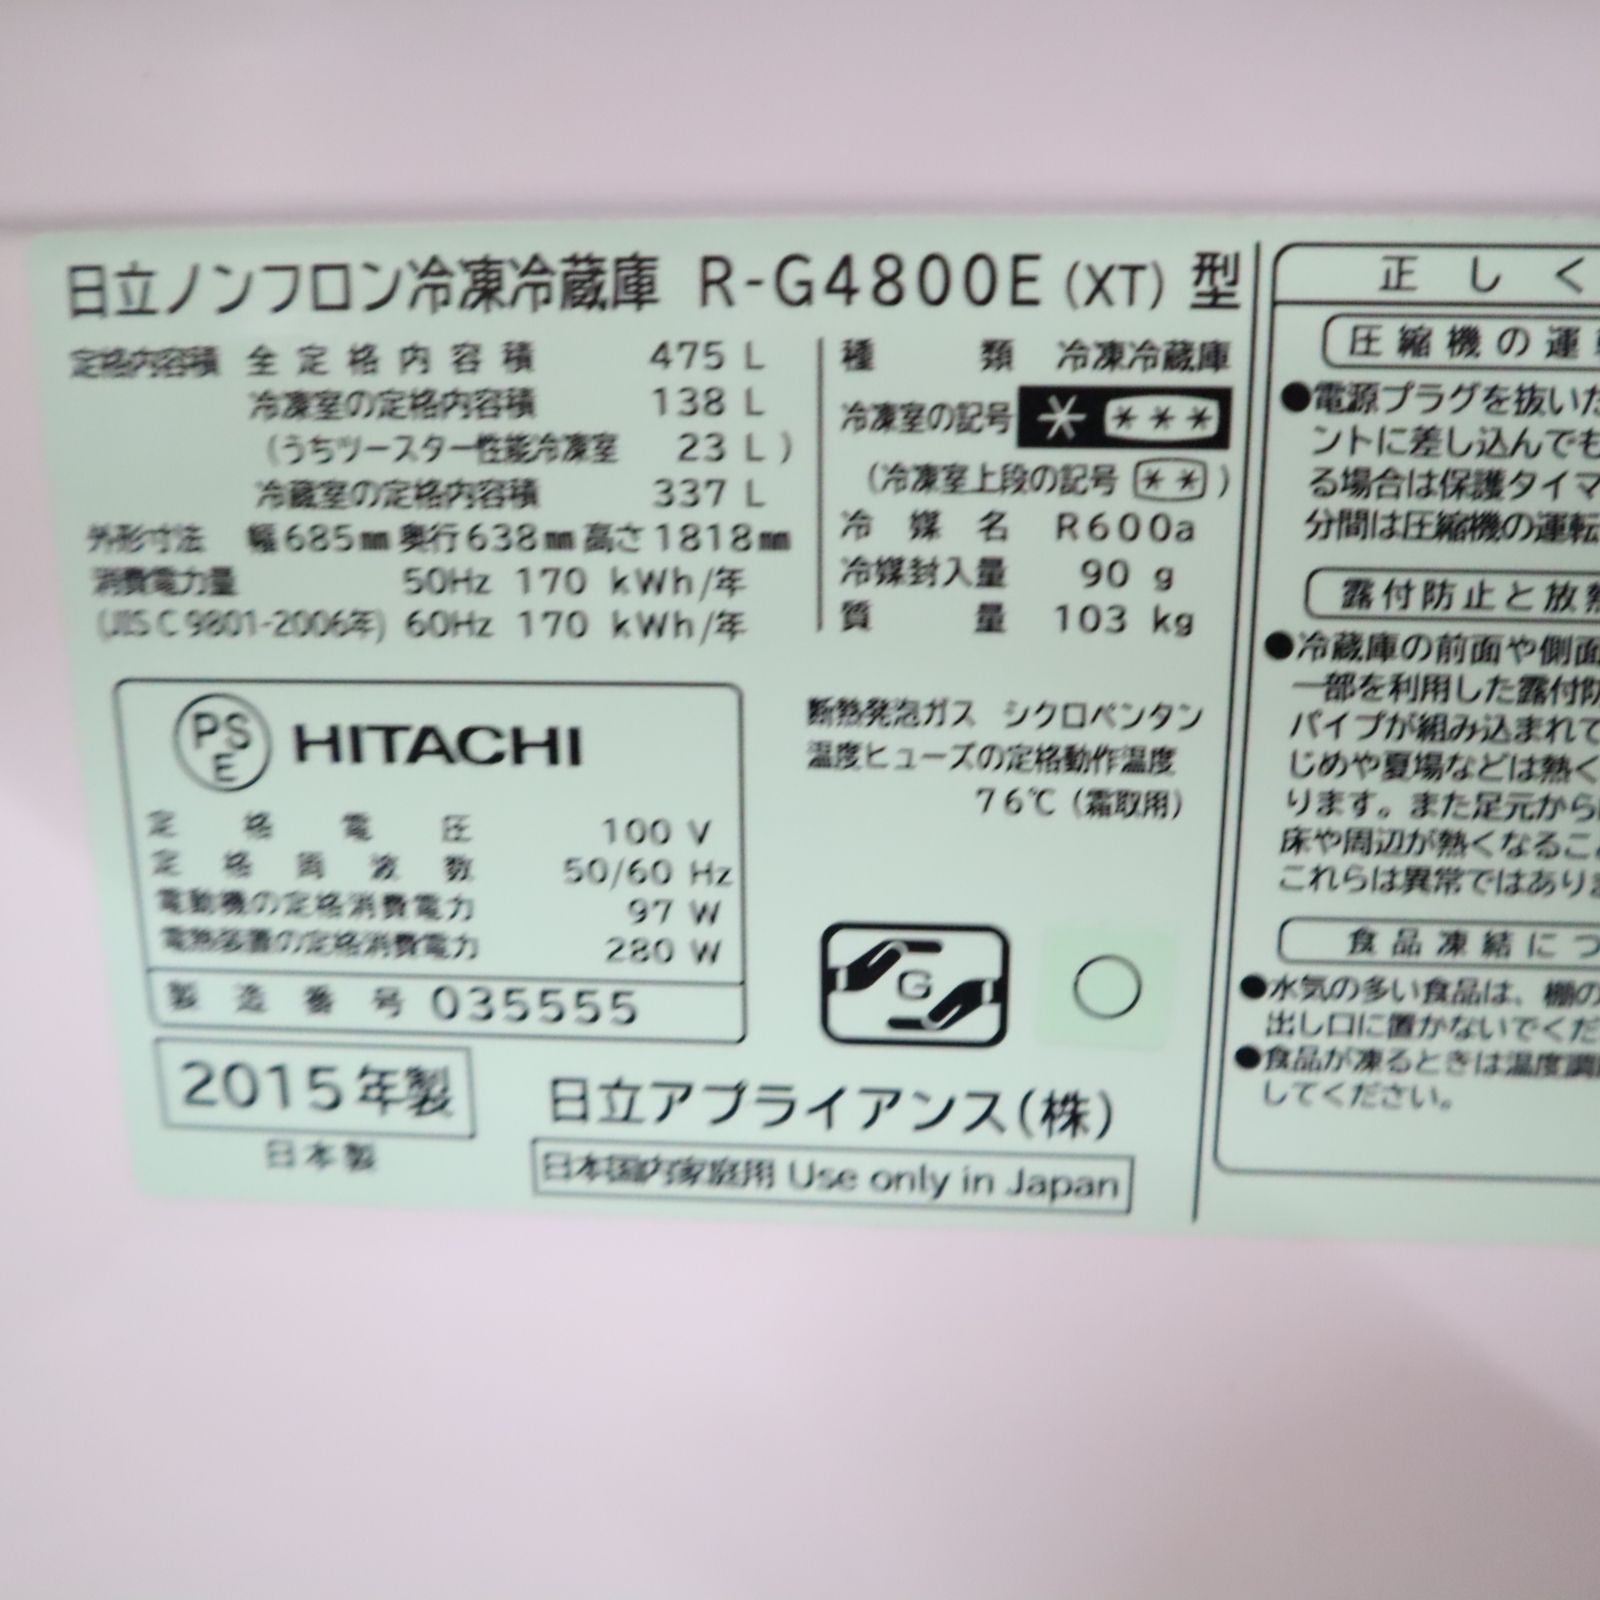 日立ノンフロン冷凍冷蔵庫 R-G4800E (XT) 型
定格内容積 全定格内容積 475 L
冷凍室の定格内容積 138 L
(うちツースター性能冷凍室 23 L)
冷蔵室の定格内容積 337 L
外形寸法 幅685㎜ 奥行638㎜ 高さ1818㎜
消費電力量 50Hz 170 kWh/年
(JIS C 9801-2006年) 60Hz 170 kWh/年
種類 冷凍冷蔵庫
冷凍室の記号 * ***
(冷凍室上段の記号 **)
冷媒名 R600a
冷媒封入量 90 g
質量 103 kg
断熱発泡ガス シクロペンタン
温度ヒューズの定格動作温度
76℃ (霜取用)
PSE HITACHI
定格電圧 100 V
定格周波数 50/60 Hz
電動機の定格消費電力 97 W
電熱装置の定格消費電力 280 W
製造番号 035555
2015年製
日本製
G
日立アプライアンス(株)
日本国内家庭用 Use only in Japan
正しく
圧縮機の運
●電源プラグを抜いた
ントに差し込んでも
る場合は保護タイマ
分間は圧縮機の運転
露付防止と放熱
●冷蔵庫の前面や側面
一部を利用した露付防
パイプが組み込まれて
じめや夏場などは熱く
ります。また足元から
床や周辺が熱くなるこ
これらは異常ではありま
食品凍結につ
●水気の多い食品は、棚の
出し口に置かないでくだ
●食品が凍るときは温度調
してください。